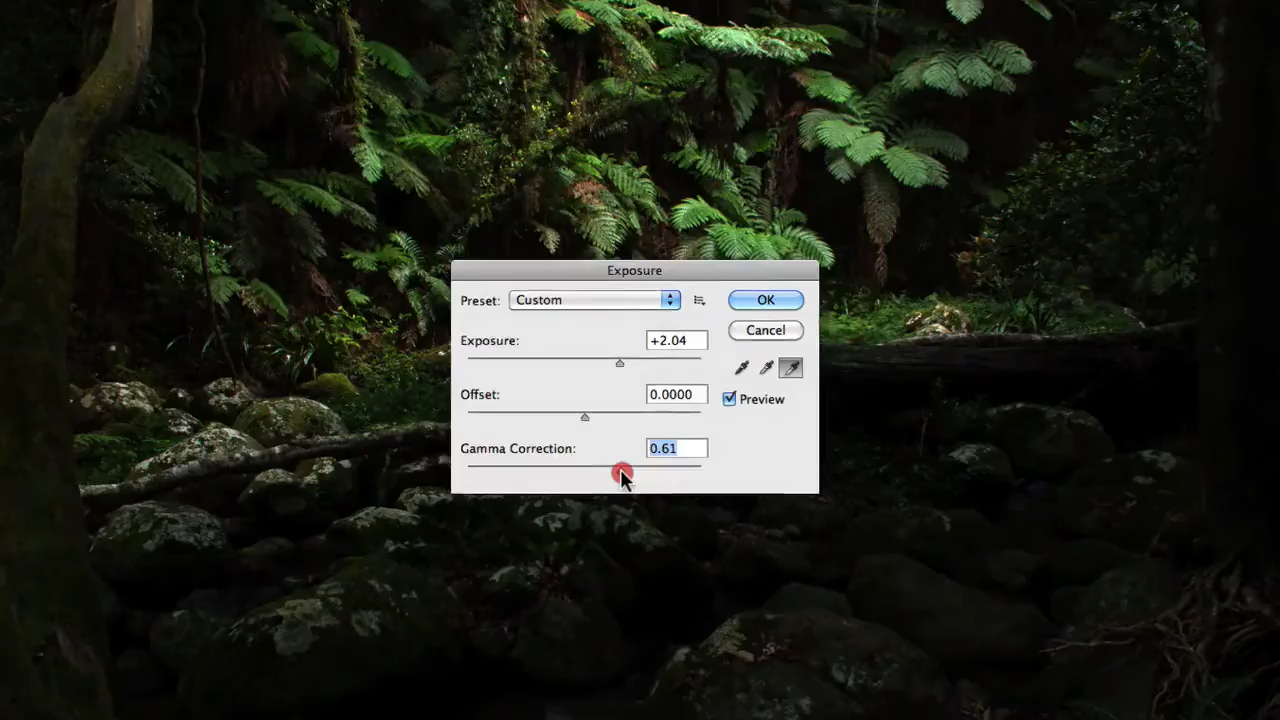 Exposure
Preset: Custom
OK
Exposure: +2.04
Cancel
Offset: 0.0000
Preview
Gamma Correction: 0.61